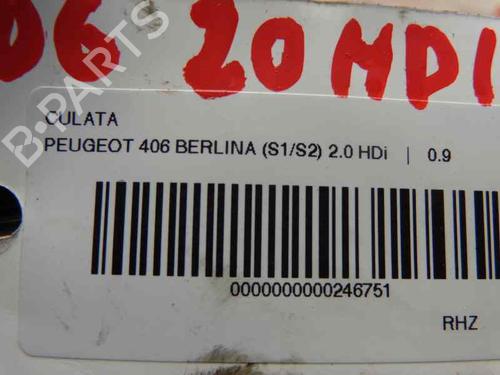 06 20 HDI
B-PARTS
CULATA
PEUGEOT 406 BERLINA (S1/S2) 2.0 HDi | 0.9
0000000000246751
RHZ